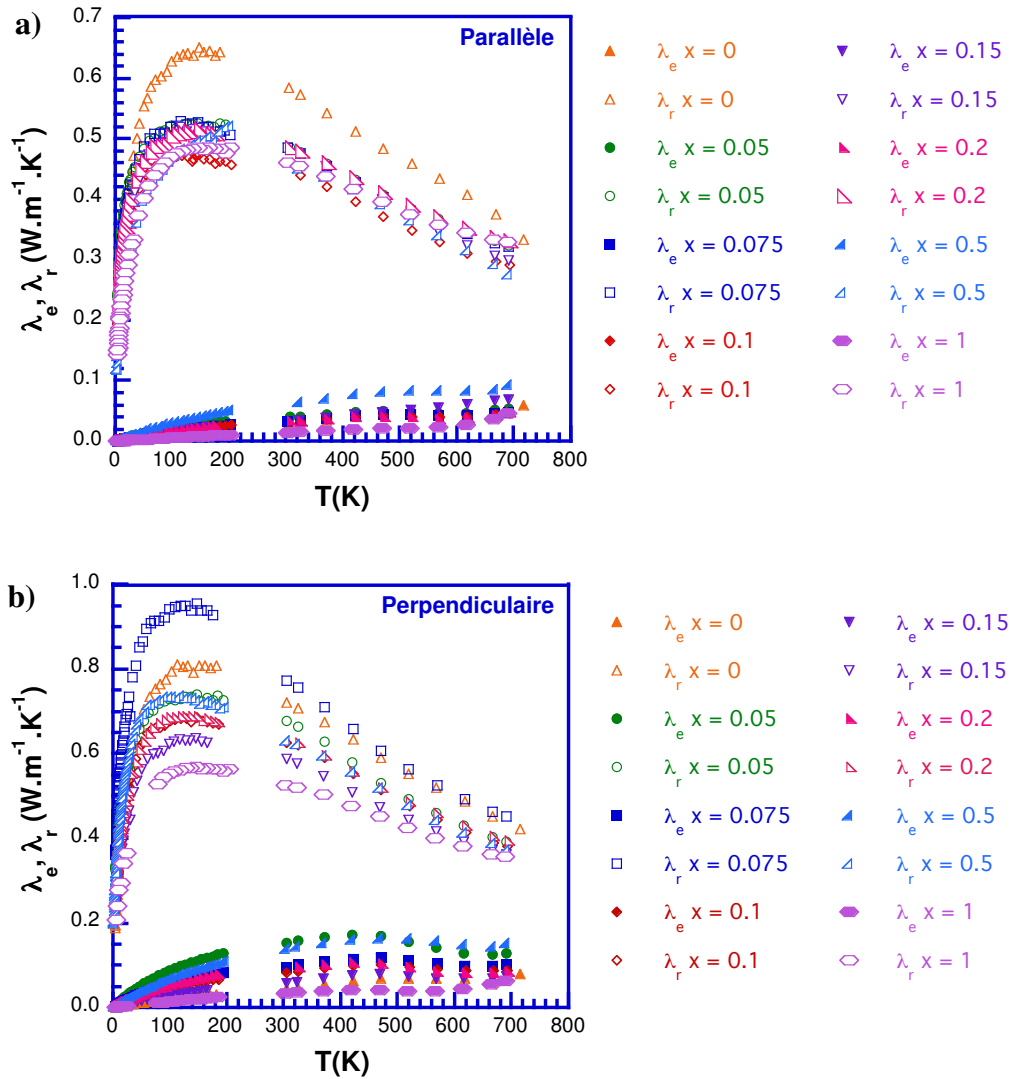 a)
Parallèle
0.7
0.6
0.5
0.4
0.3
0.2
0.1
0.0
λe, λr (W.m-1.K-1)
0 100 200 300 400 500 600 700 800
T(K)
λe x = 0
λr x = 0
λe x = 0.05
λr x = 0.05
λe x = 0.075
λr x = 0.075
λe x = 0.1
λr x = 0.1
λe x = 0.15
λr x = 0.15
λe x = 0.2
λr x = 0.2
λe x = 0.5
λr x = 0.5
λe x = 1
λr x = 1
b)
Perpendiculaire
1.0
0.8
0.6
0.4
0.2
0.0
λe, λr (W.m-1.K-1)
0 100 200 300 400 500 600 700 800
T(K)
λe x = 0
λr x = 0
λe x = 0.05
λr x = 0.05
λe x = 0.075
λr x = 0.075
λe x = 0.1
λr x = 0.1
λe x = 0.15
λr x = 0.15
λe x = 0.2
λr x = 0.2
λe x = 0.5
λr x = 0.5
λe x = 1
λr x = 1